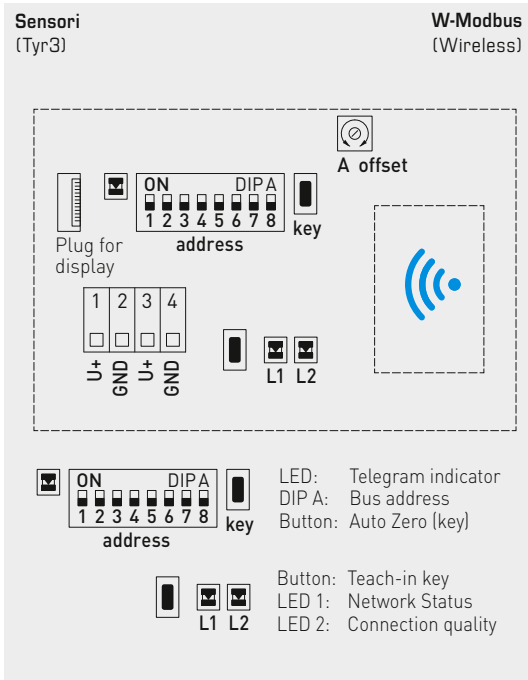 Sensori
(Tyr3)
W-Modbus
(Wireless)
A offset
ON DIP A
1 2 3 4 5 6 7 8
address
key
Plug for
display
1 2 3 4
U+ GND U+ GND
L1 L2
ON DIP A
1 2 3 4 5 6 7 8
address
key
LED: Telegram indicator
DIP A: Bus address
Button: Auto Zero (key)
L1 L2
Button: Teach-in key
LED 1: Network Status
LED 2: Connection quality